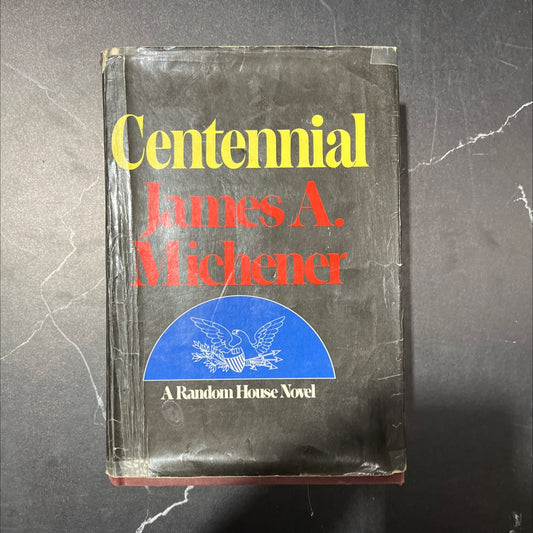 Centennial
James A.
Michener
A Random House Novel